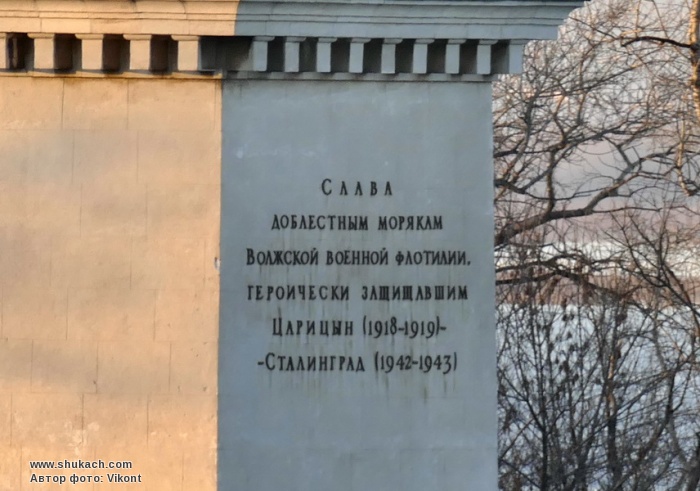 Слава
доблестным морякам
Волжской военной флотилии,
героически защищавшим
Царицын (1918-1919)-
-Сталинград (1942-1943)
www.shukach.com
Автор фото: Vikont